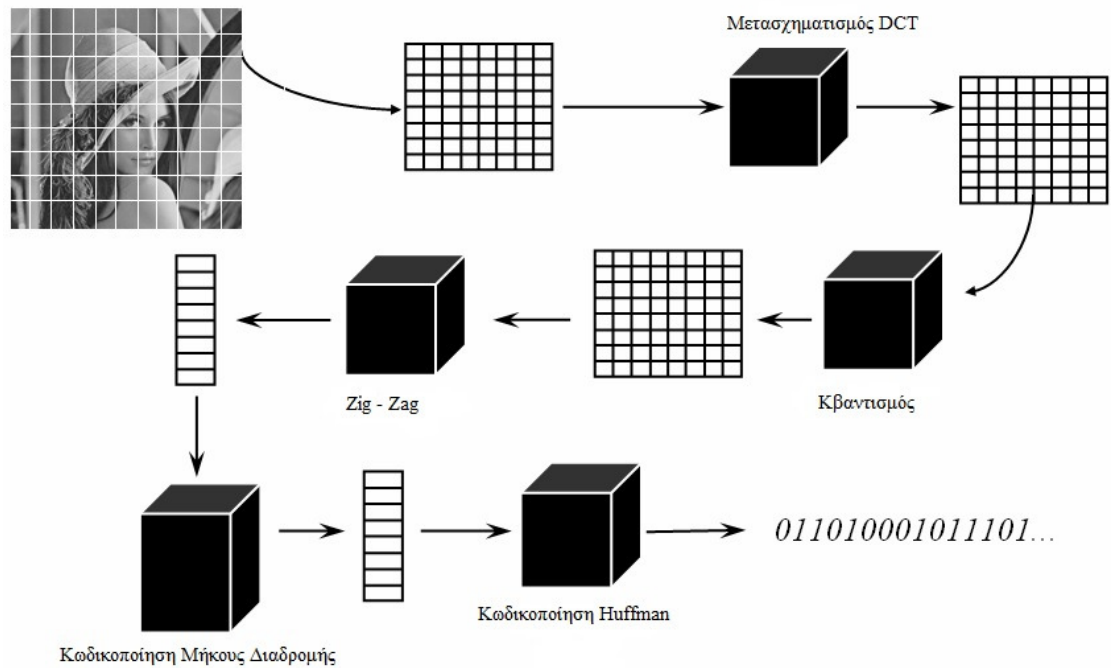 Μετασχηματισμός DCT
Κβαντισμός
Zig - Zag
Κωδικοποίηση Μήκους Διαδρομής
Κωδικοποίηση Huffman
011010001011101...